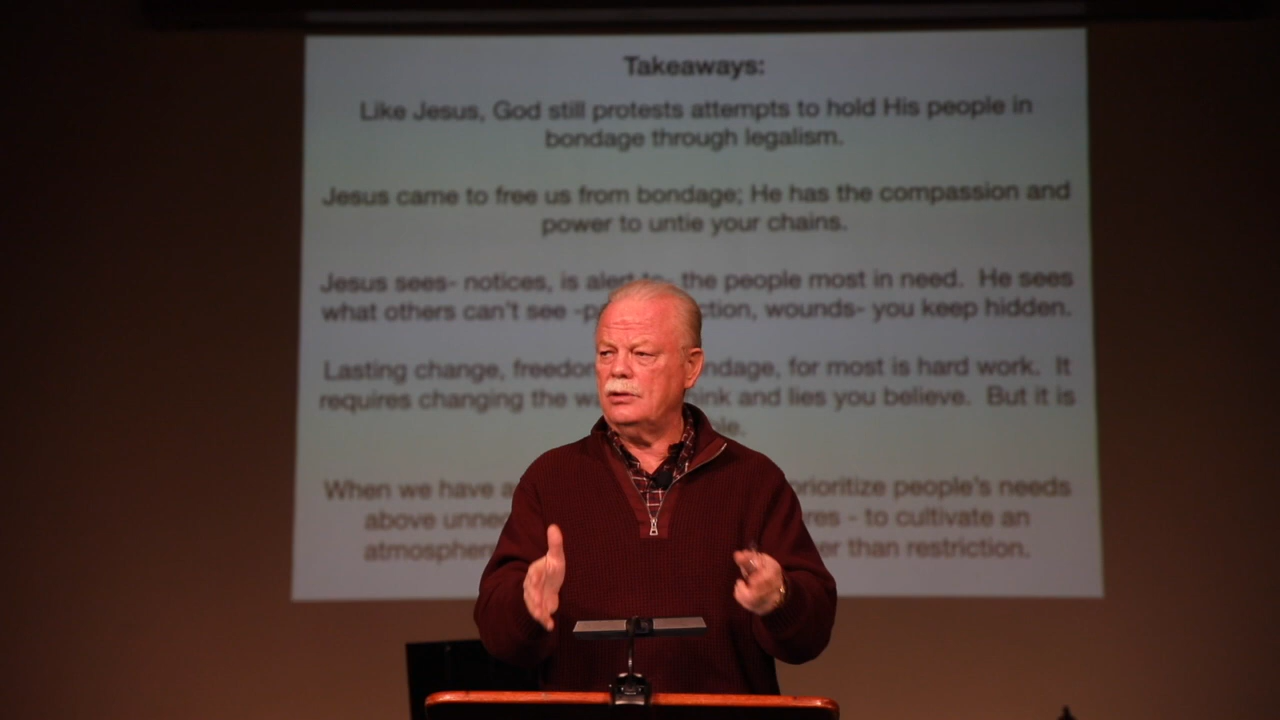 Takeaways:
Like Jesus, God still protests attempts to hold His people in
bondage through legalism.
Jesus came to free us from bondage; He has the compassion and
power to untie your chains.
Jesus sees- notices, is alert to- the people most in need. He sees
what others can't see - wounds- you keep hidden.
Lasting change, for most is hard work. It
requires changing the and lies you believe. But it is
When we have prioritize people's needs
above - to cultivate an
than restriction.